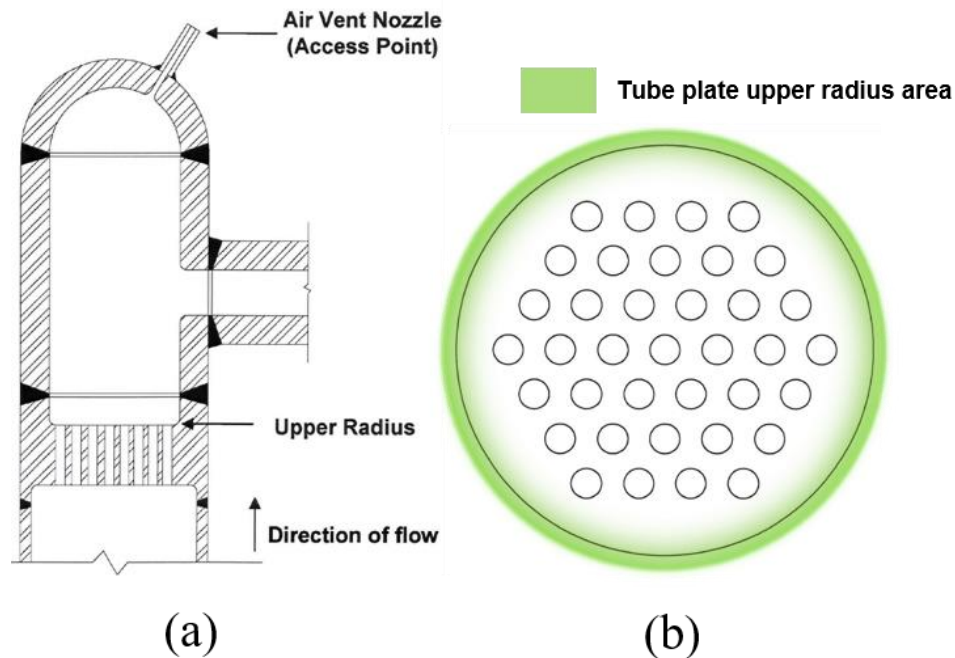 Air Vent Nozzle
(Access Point)
Upper Radius
Direction of flow
(a)
Tube plate upper radius area
(b)